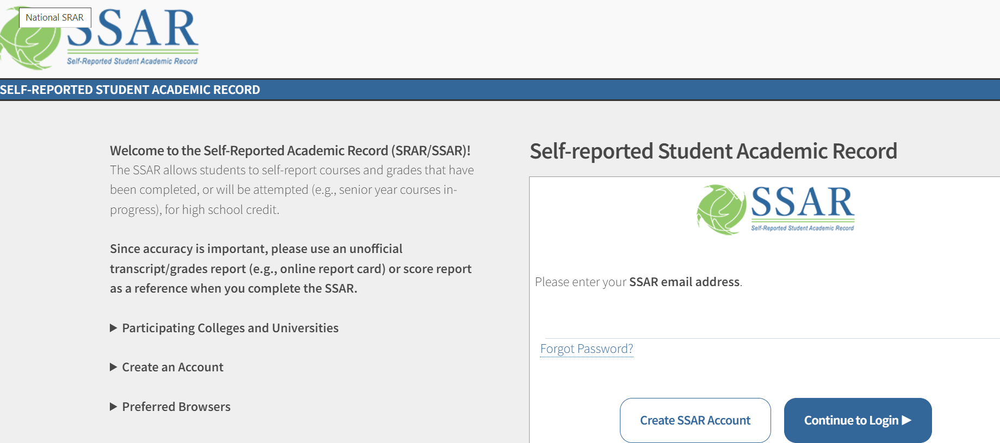 National SRAR
SSAR
Self-Reported Student Academic Record
SELF-REPORTED STUDENT ACADEMIC RECORD
Welcome to the Self-Reported Academic Record (SRAR/SSAR)!
The SSAR allows students to self-report courses and grades that have
been completed, or will be attempted (e.g., senior year courses in-
progress), for high school credit.
Since accuracy is important, please use an unofficial
transcript/grades report (e.g., online report card) or score report
as a reference when you complete the SSAR.
▶ Participating Colleges and Universities
▶ Create an Account
▶ Preferred Browsers
Self-reported Student Academic Record
SSAR
Self-Reported Student Academic Record
Please enter your SSAR email address.
Forgot Password?
Create SSAR Account
Continue to Login ▶